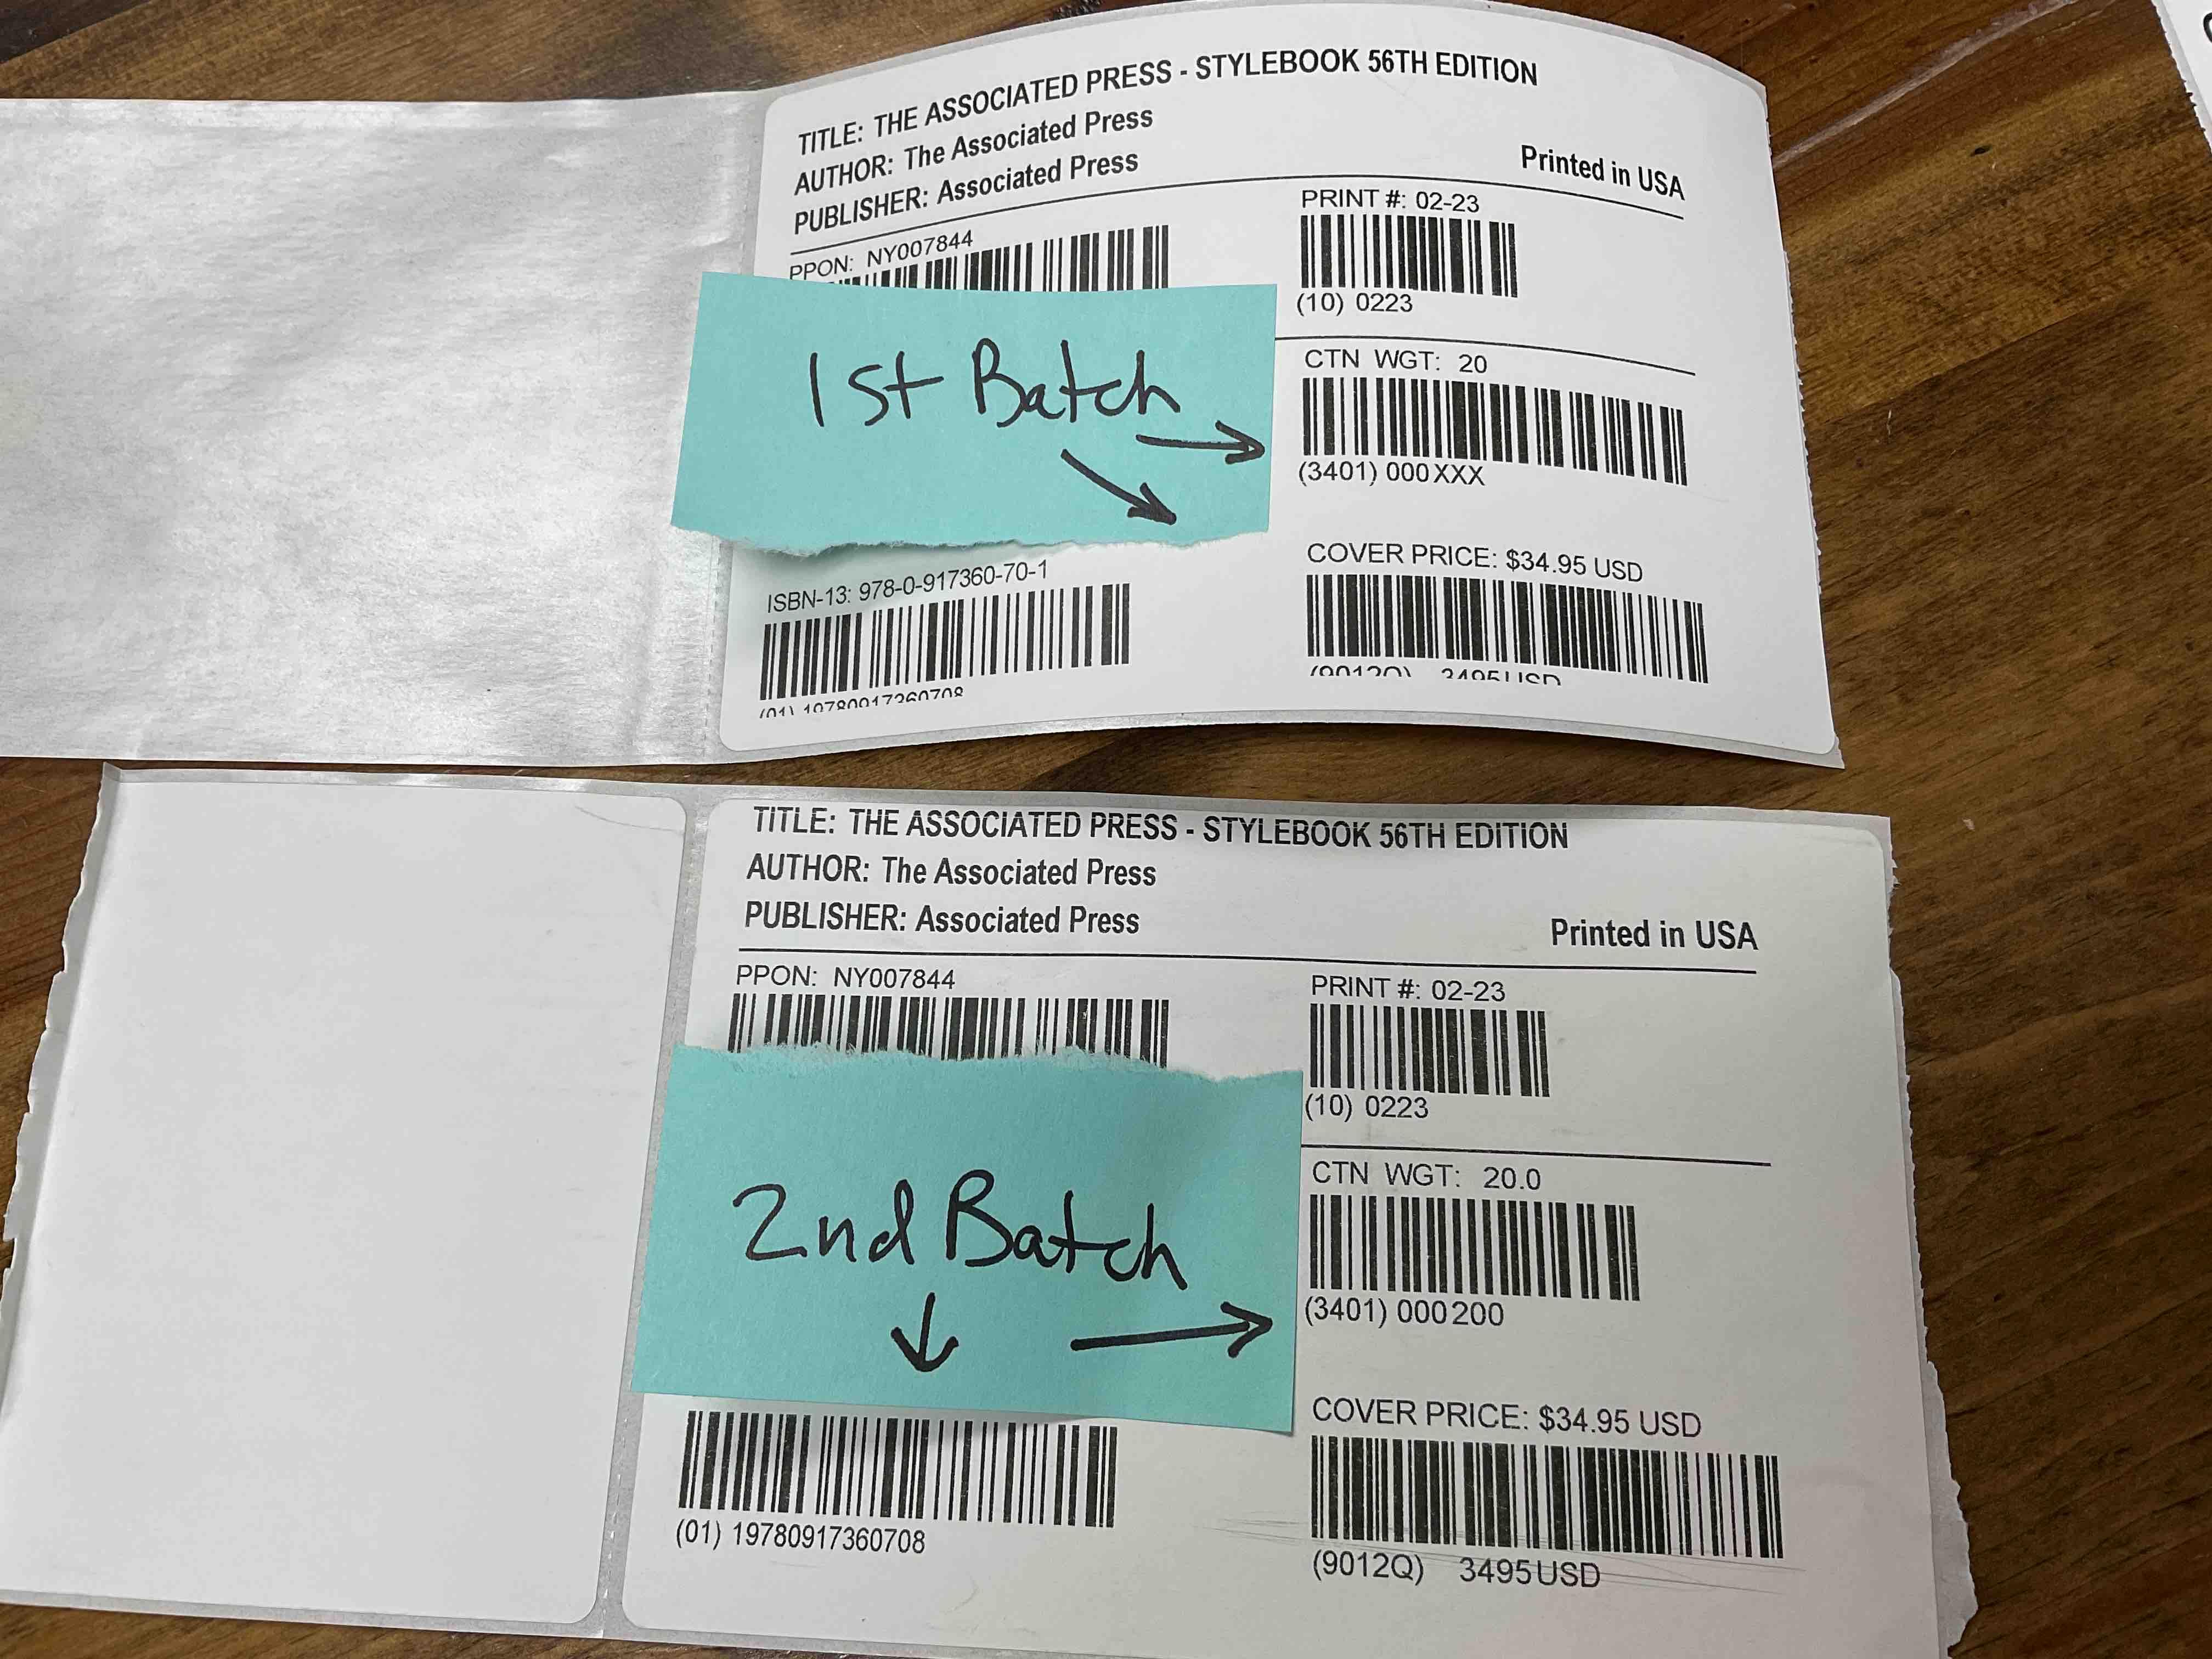 TITLE: THE ASSOCIATED PRESS - STYLEBOOK 56TH EDITION
AUTHOR: The Associated Press
PUBLISHER: Associated Press
Printed in USA
PPON: NY007844
PRINT #: 02-23
(10) 0223
1st Batch
CTN WGT: 20
(3401) 000XXX
ISBN-13: 978-0-917360-70-1
(01) 19780917360708
COVER PRICE: $34.95 USD
(9012Q) 3495USD
TITLE: THE ASSOCIATED PRESS - STYLEBOOK 56TH EDITION
AUTHOR: The Associated Press
PUBLISHER: Associated Press
Printed in USA
PPON: NY007844
PRINT #: 02-23
(10) 0223
2nd Batch
CTN WGT: 20.0
(3401) 000200
(01) 19780917360708
COVER PRICE: $34.95 USD
(9012Q) 3495USD